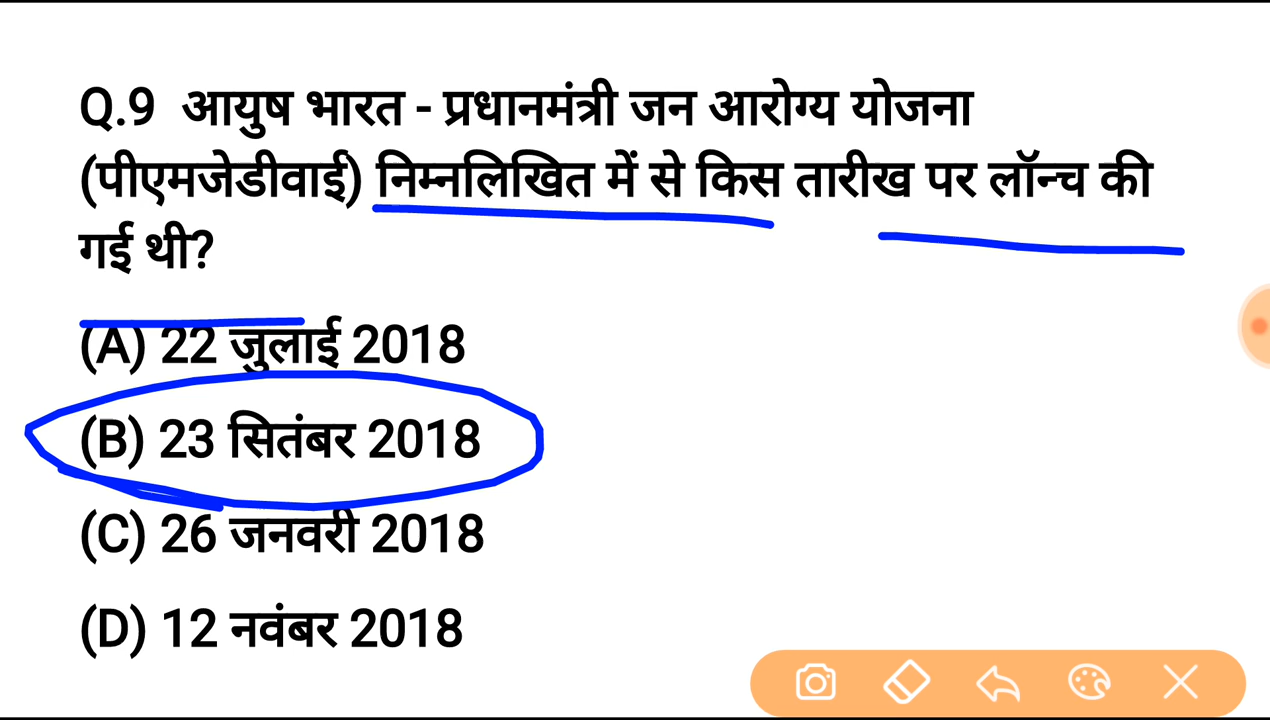 Q.9 आयुष भारत - प्रधानमंत्री जन आरोग्य योजना
(पीएमजेडीवाई) निम्नलिखित में से किस तारीख पर लॉन्च की
गई थी?
(A) 22 जुलाई 2018
(B) 23 सितंबर 2018
(C) 26 जनवरी 2018
(D) 12 नवंबर 2018